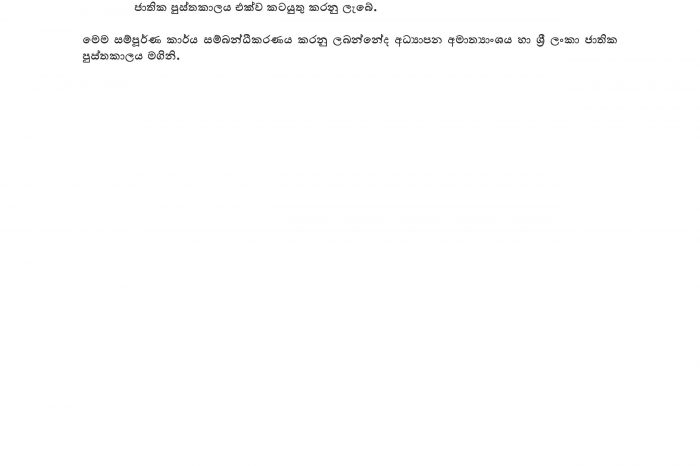 ජාතික පුස්තකාලය එක්ව කටයුතු කරනු ලැබේ.
මෙම සම්පූර්ණ කාර්ය සම්බන්ධීකරණය කරනු ලබන්නේද අධ්‍යාපන අමාත්‍යාංශය හා ශ්‍රී ලංකා ජාතික
පුස්තකාලය මගිනි.